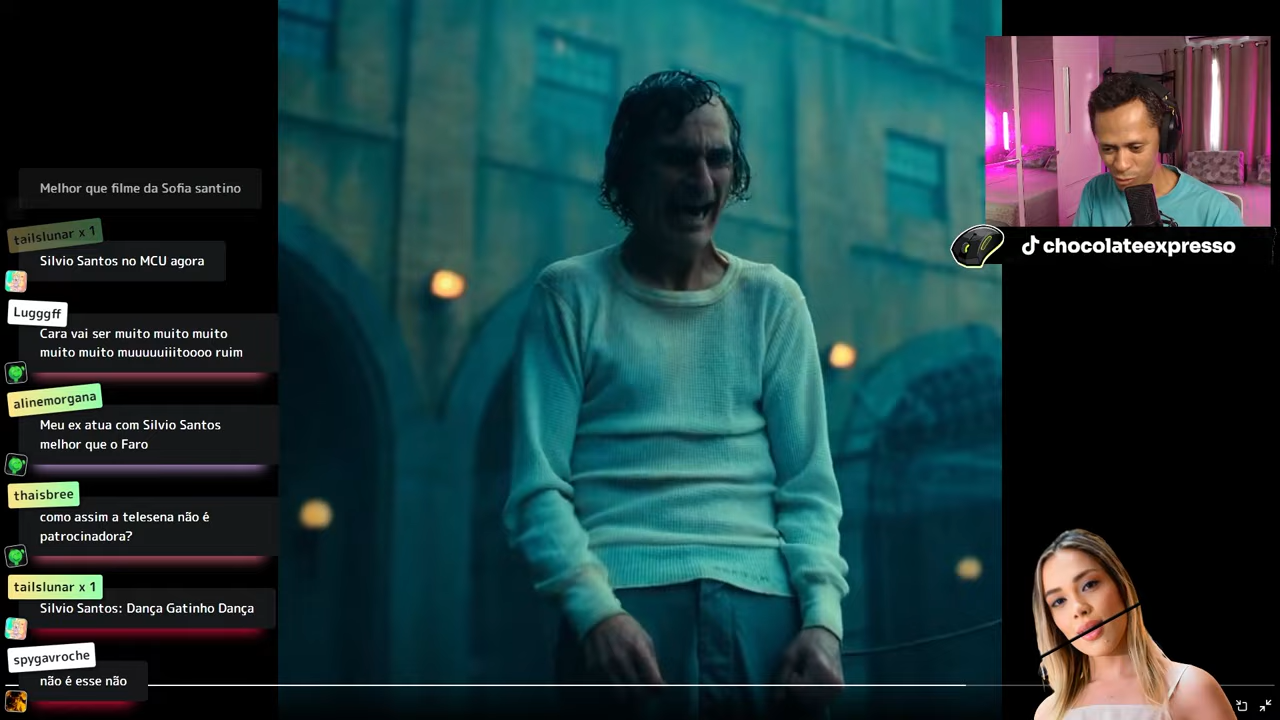 Melhor que filme da Sofia santino
tailslunar x 1
Silvio Santos no MCU agora
Lugggff
Cara vai ser muito muito muito
muito muito muuuuuiiitoooo ruim
alinemorgana
Meu ex atua com Silvio Santos
melhor que o Faro
thaisbree
como assim a telesena não é
patrocinadora?
tailslunar x 1
Silvio Santos: Dança Gatinho Dança
spygavroche
não é esse não
chocolateexpresso